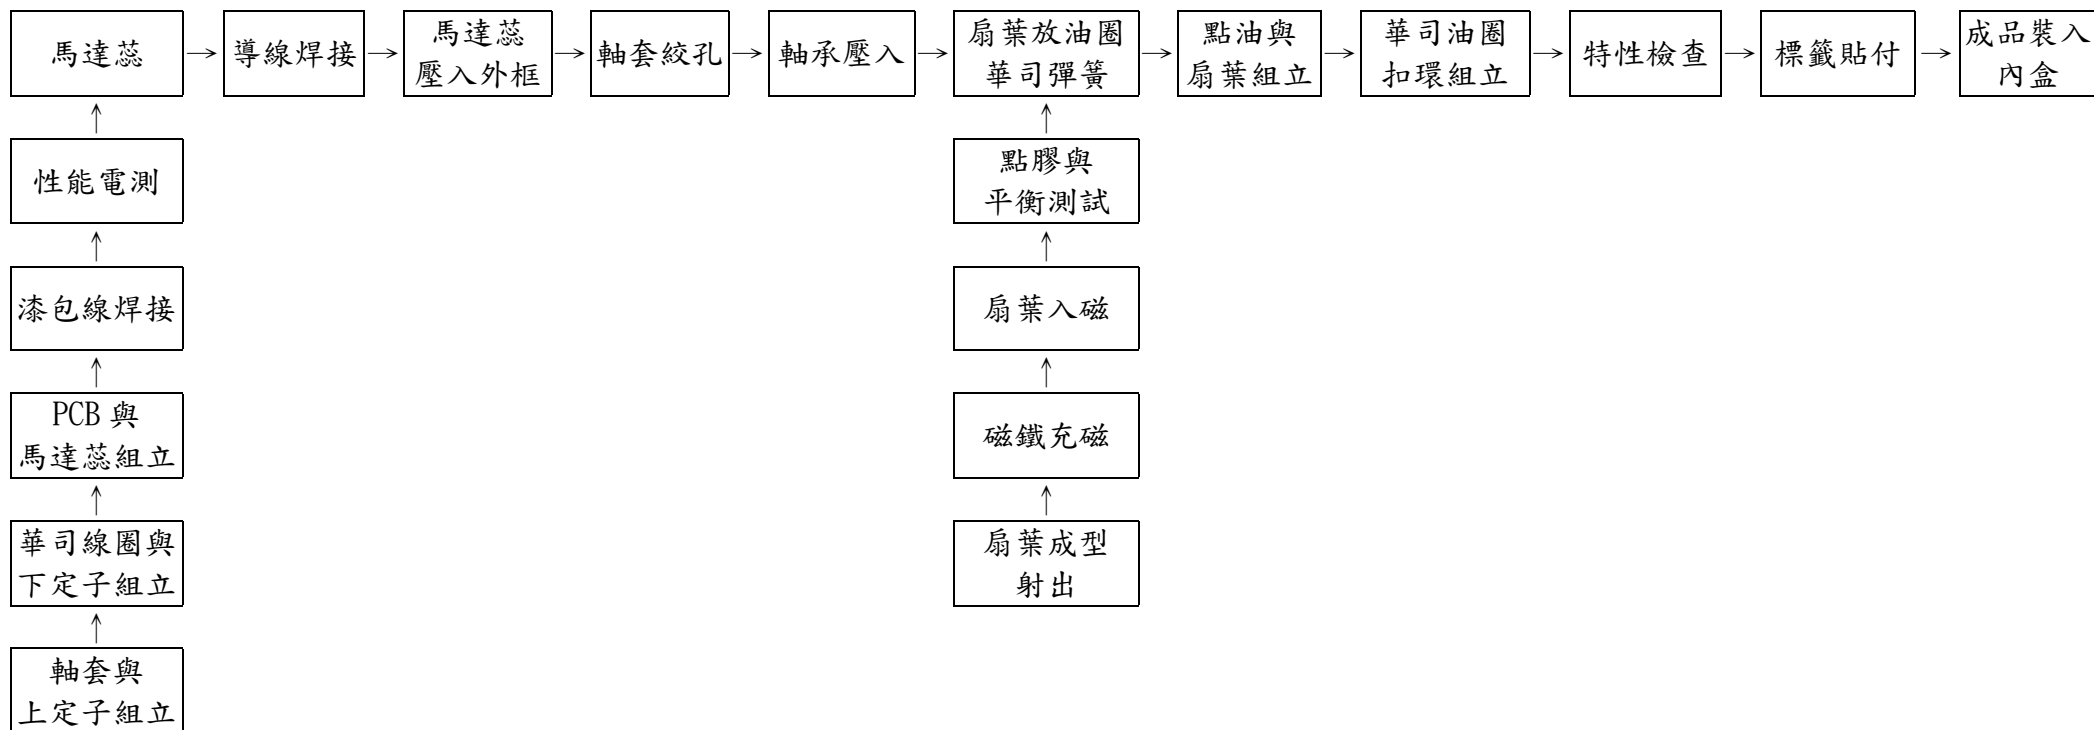 馬達蕊
導線焊接
馬達蕊
壓入外框
軸套絞孔
軸承壓入
扇葉放油圈
華司彈簧
點油與
扇葉組立
華司油圈
扣環組立
特性檢查
標籤貼付
成品裝入
內盒
性能電測
漆包線焊接
PCB 與
馬達蕊組立
華司線圈與
下定子組立
軸套與
上定子組立
點膠與
平衡測試
扇葉入磁
磁鐵充磁
扇葉成型
射出